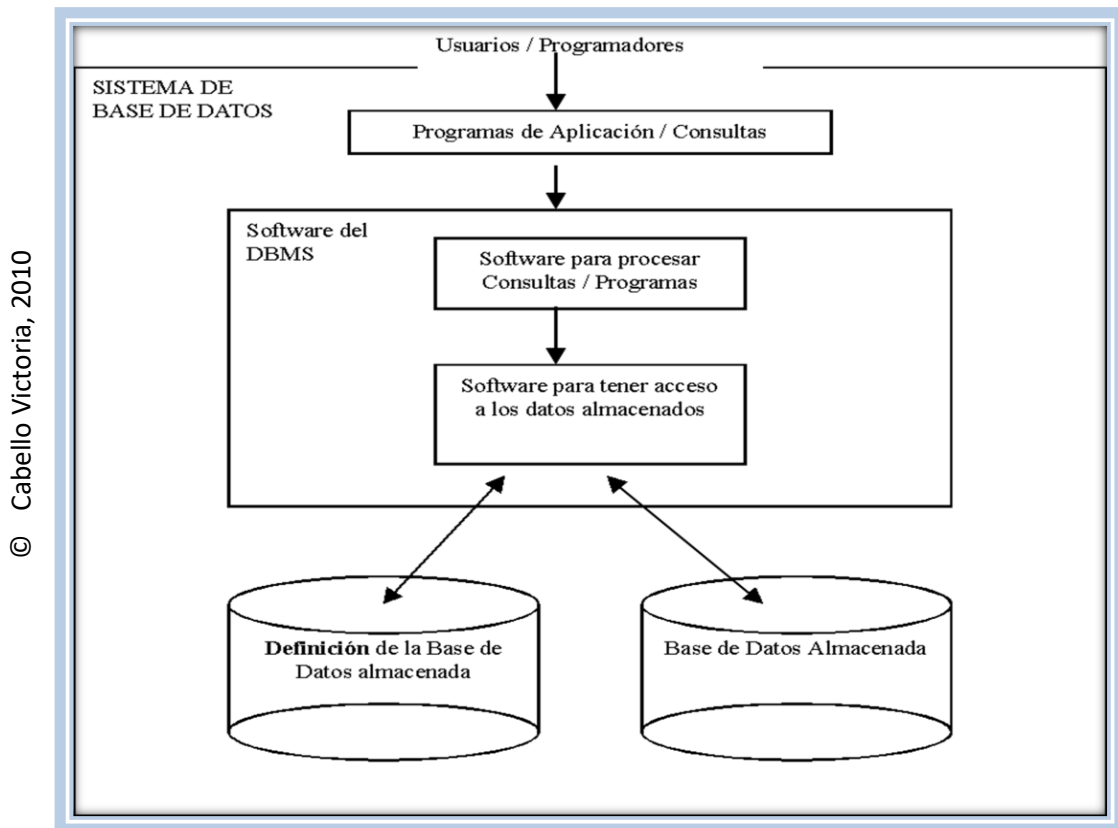 Usuarios / Programadores
SISTEMA DE
BASE DE DATOS
Programas de Aplicación / Consultas
Software del
DBMS
Software para procesar
Consultas / Programas
Software para tener acceso
a los datos almacenados
Definición de la Base de
Datos almacenada
Base de Datos Almacenada
© Cabello Victoria, 2010